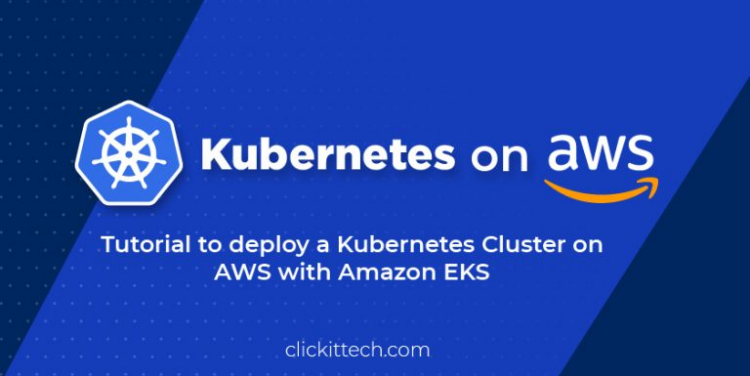 Kubernetes on aws
Tutorial to deploy a Kubernetes Cluster on
AWS with Amazon EKS
clickittech.com